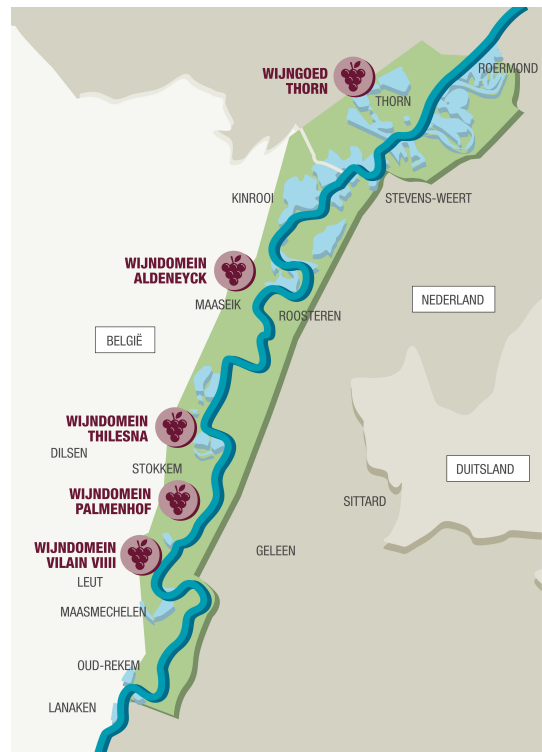 WIJNGOED
THORN
ROERMOND
THORN
KINROOI
STEVENS-WEERT
WIJNDOMEIN
ALDENEYCK
MAASEIK
NEDERLAND
ROOSTEREN
BELGIË
WIJNDOMEIN
THILESNA
DILSEN
STOKKEM
DUITSLAND
WIJNDOMEIN
PALMENHOF
SITTARD
WIJNDOMEIN
VILAIN VIIII
GELEEN
LEUT
MAASMECHELEN
OUD-REKEM
LANAKEN